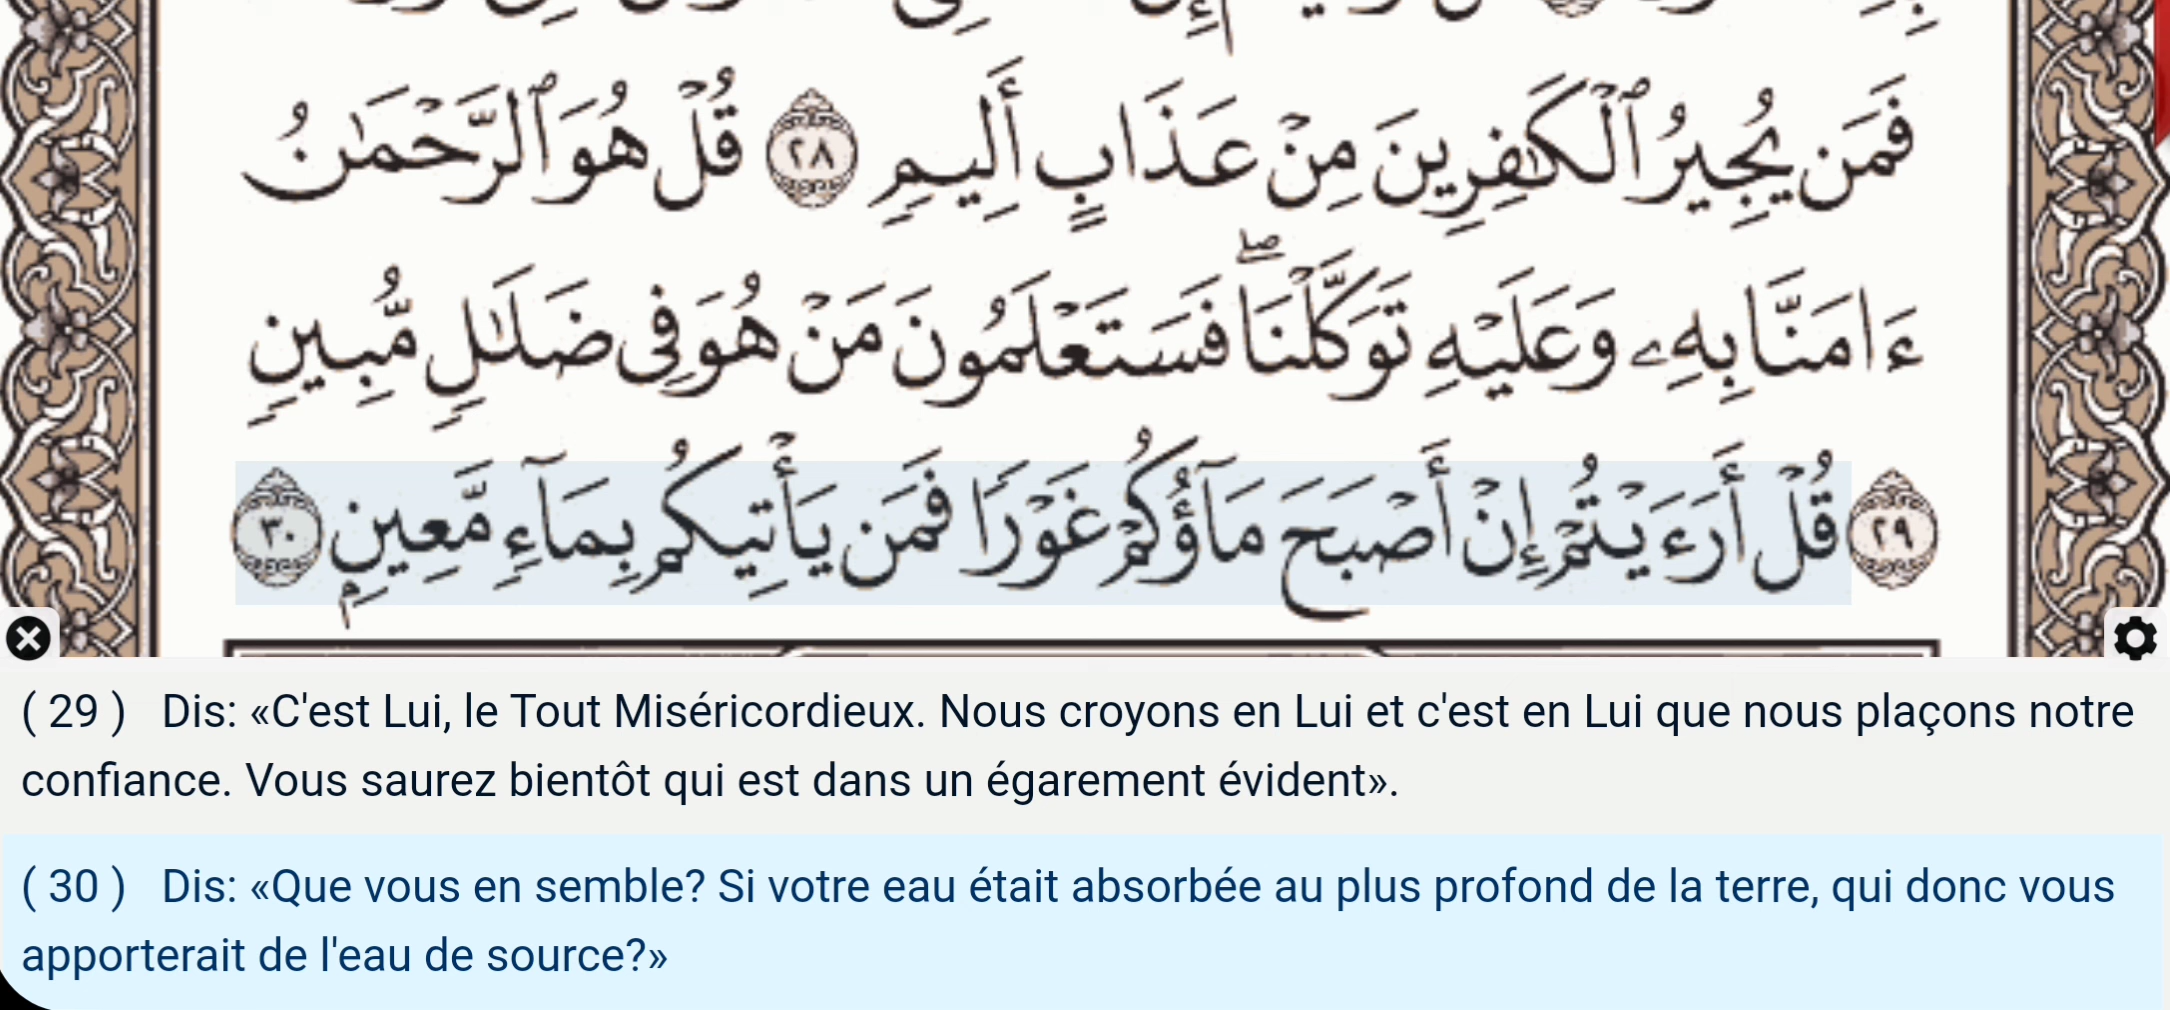 فَمَن يُجِيرُ ٱلْكَٰفِرِينَ مِنْ عَذَابٍ أَلِيمٍ ٢٨ قُلْ هُوَ ٱلرَّحْمَٰنُ
ءَامَنَّا بِهِۦ وَعَلَيْهِ تَوَكَّلْنَا ۖ فَسَتَعْلَمُونَ مَنْ هُوَ فِى ضَلَٰلٍ مُّبِينٍ
٢٩ قُلْ أَرَءَيْتُمْ إِنْ أَصْبَحَ مَآؤُكُمْ غَوْرًا فَمَن يَأْتِيكُم بِمَآءٍ مَّعِينٍۭ ٣٠
( 29 ) Dis: «C'est Lui, le Tout Miséricordieux. Nous croyons en Lui et c'est en Lui que nous plaçons notre
confiance. Vous saurez bientôt qui est dans un égarement évident».
( 30 ) Dis: «Que vous en semble? Si votre eau était absorbée au plus profond de la terre, qui donc vous
apporterait de l'eau de source?»